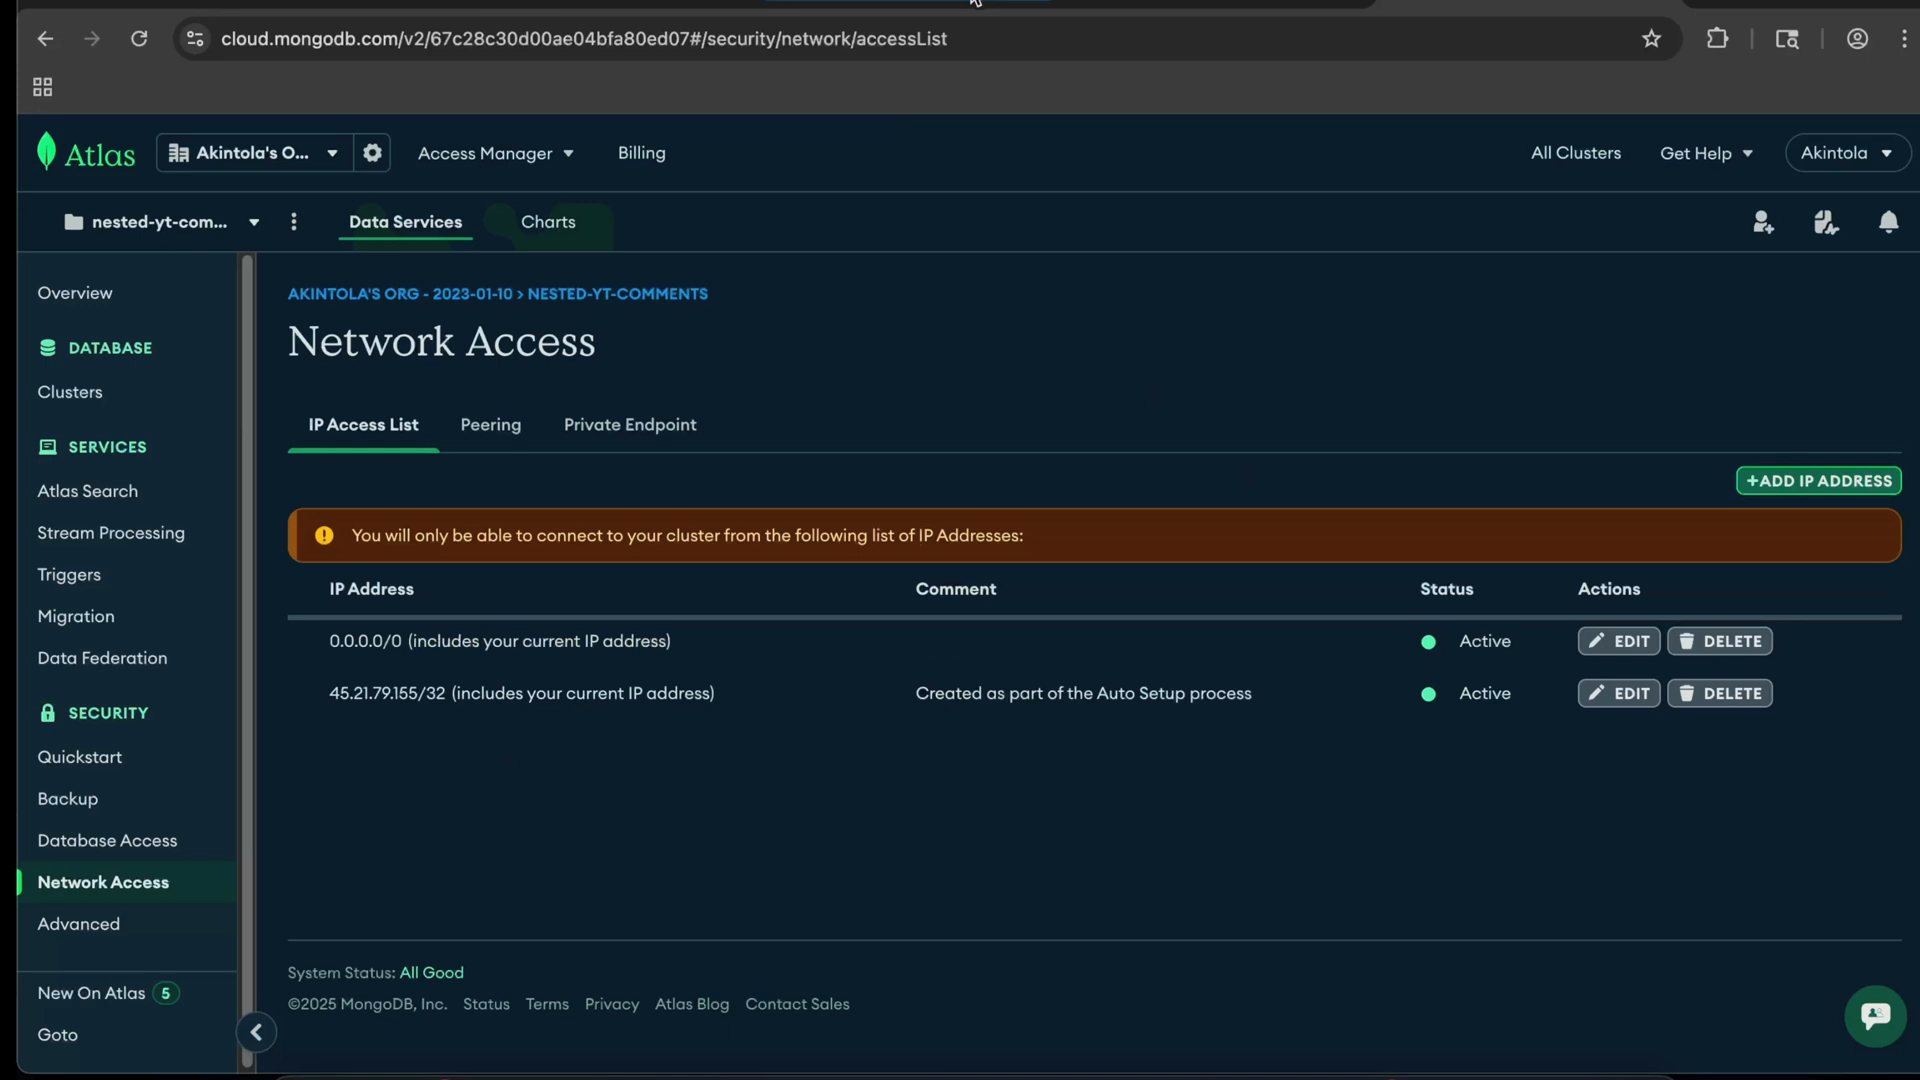 cloud.mongodb.com/v2/67c28c30d00ae04bfa80ed07#/security/network/accessList
Atlas
Akintola's O...
Access Manager
Billing
All Clusters
Get Help
Akintola
nested-yt-com...
Data Services
Charts
Overview
DATABASE
Clusters
SERVICES
Atlas Search
Stream Processing
Triggers
Migration
Data Federation
SECURITY
Quickstart
Backup
Database Access
Network Access
Advanced
New On Atlas 5
Goto
AKINTOLA'S ORG - 2023-01-10 > NESTED-YT-COMMENTS
Network Access
IP Access List
Peering
Private Endpoint
+ADD IP ADDRESS
You will only be able to connect to your cluster from the following list of IP Addresses:
IP Address Comment Status Actions
0.0.0.0/0 (includes your current IP address) Active EDIT DELETE
45.21.79.155/32 (includes your current IP address) Created as part of the Auto Setup process Active EDIT DELETE
System Status: All Good
©2025 MongoDB, Inc. Status Terms Privacy Atlas Blog Contact Sales